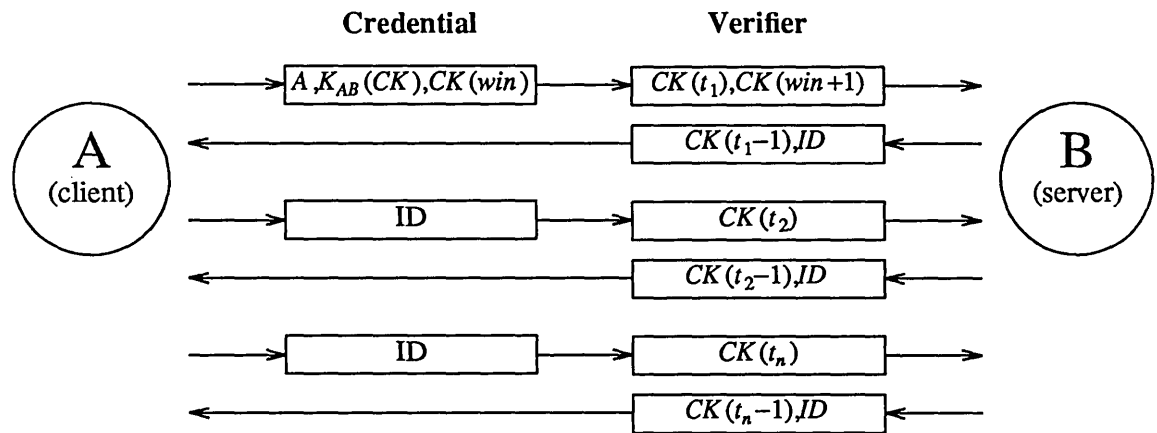 Credential Verifier
A,K_AB(CK),CK(win) CK(t_1),CK(win+1)
CK(t_1−1),ID
A B
(client) (server)
ID CK(t_2)
CK(t_2−1),ID
ID CK(t_n)
CK(t_n−1),ID